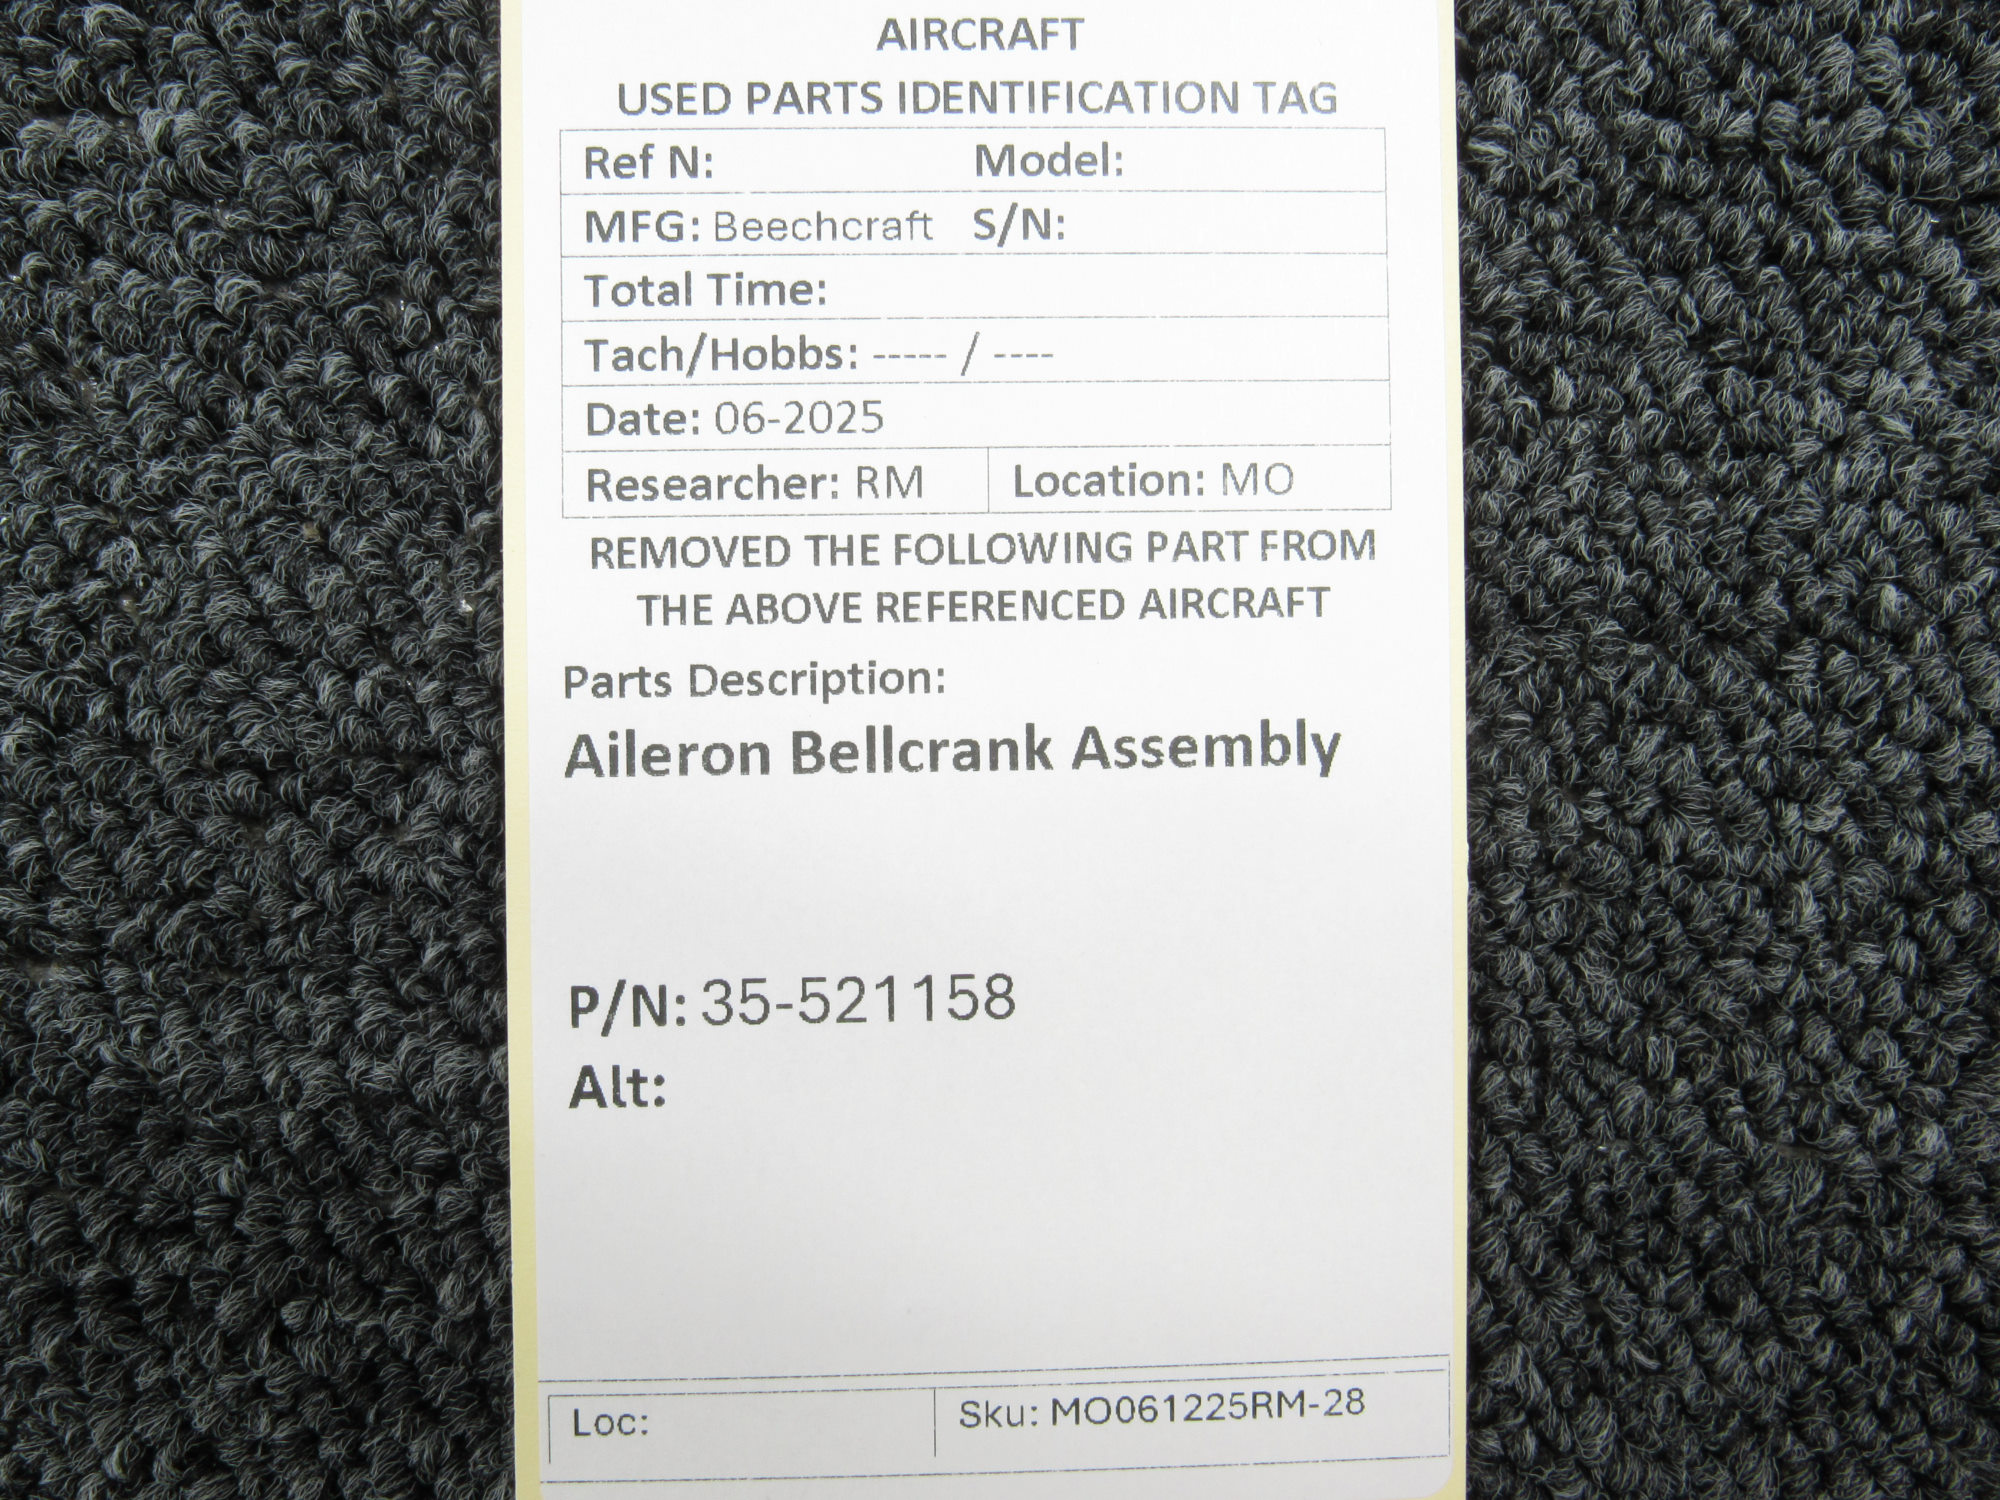 AIRCRAFT
USED PARTS IDENTIFICATION TAG
Ref N: Model:
MFG: Beechcraft S/N:
Total Time:
Tach/Hobbs: ----- / ----
Date: 06-2025
Researcher: RM Location: MO
REMOVED THE FOLLOWING PART FROM
THE ABOVE REFERENCED AIRCRAFT
Parts Description:
Aileron Bellcrank Assembly
P/N: 35-521158
Alt:
Loc: Sku: MO061225RM-28